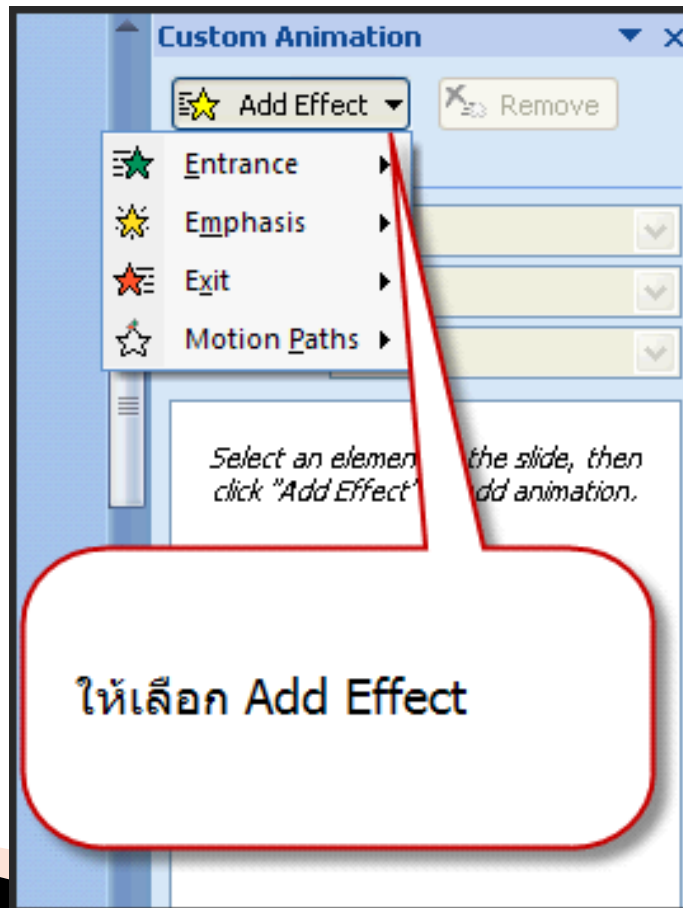 Custom Animation
Add Effect
Remove
Entrance
Emphasis
Exit
Motion Paths
Select an elemen the slide, then
click "Add Effect" dd animation.
ให้เลือก Add Effect